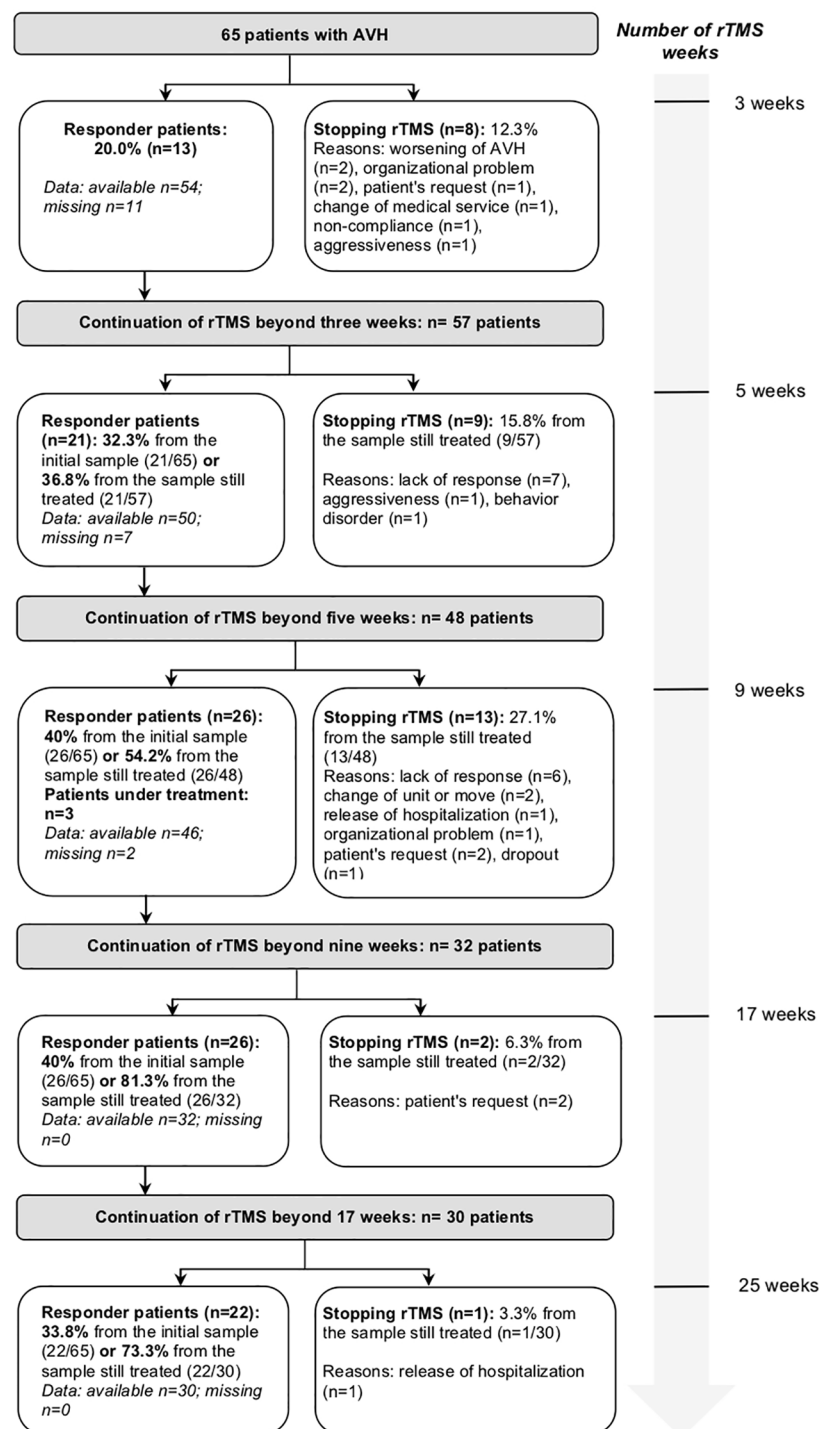 65 patients with AVH
Number of rTMS
weeks
3 weeks
Responder patients:
20.0% (n=13)
Data: available n=54;
missing n=11
Stopping rTMS (n=8): 12.3%
Reasons: worsening of AVH
(n=2), organizational problem
(n=2), patient's request (n=1),
change of medical service (n=1),
non-compliance (n=1),
aggressiveness (n=1)
Continuation of rTMS beyond three weeks: n= 57 patients
5 weeks
Responder patients
(n=21): 32.3% from the
initial sample (21/65) or
36.8% from the sample still
treated (21/57)
Data: available n=50;
missing n=7
Stopping rTMS (n=9): 15.8% from
the sample still treated (9/57)
Reasons: lack of response (n=7),
aggressiveness (n=1), behavior
disorder (n=1)
Continuation of rTMS beyond five weeks: n= 48 patients
9 weeks
Responder patients (n=26):
40% from the initial sample
(26/65) or 54.2% from the
sample still treated (26/48)
Patients under treatment:
n=3
Data: available n=46;
missing n=2
Stopping rTMS (n=13): 27.1%
from the sample still treated
(13/48)
Reasons: lack of response (n=6),
change of unit or move (n=2),
release of hospitalization (n=1),
organizational problem (n=1),
patient's request (n=2), dropout
(n=1)
Continuation of rTMS beyond nine weeks: n= 32 patients
17 weeks
Responder patients (n=26):
40% from the initial sample
(26/65) or 81.3% from the
sample still treated (26/32)
Data: available n=32; missing
n=0
Stopping rTMS (n=2): 6.3% from
the sample still treated (n=2/32)
Reasons: patient's request (n=2)
Continuation of rTMS beyond 17 weeks: n= 30 patients
25 weeks
Responder patients (n=22):
33.8% from the initial sample
(22/65) or 73.3% from the
sample still treated (22/30)
Data: available n=30; missing
n=0
Stopping rTMS (n=1): 3.3% from
the sample still treated (n=1/30)
Reasons: release of hospitalization
(n=1)